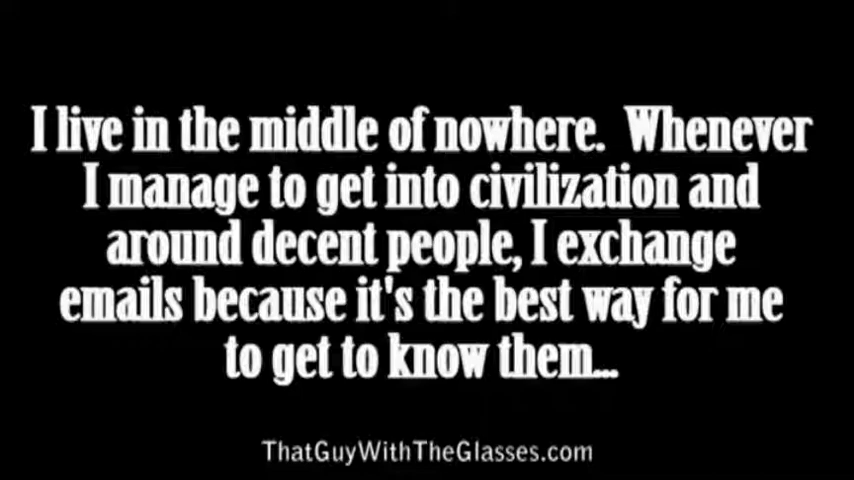 I live in the middle of nowhere.  Whenever
I manage to get into civilization and
around decent people, I exchange
emails because it's the best way for me
to get to know them...
ThatGuyWithTheGlasses.com